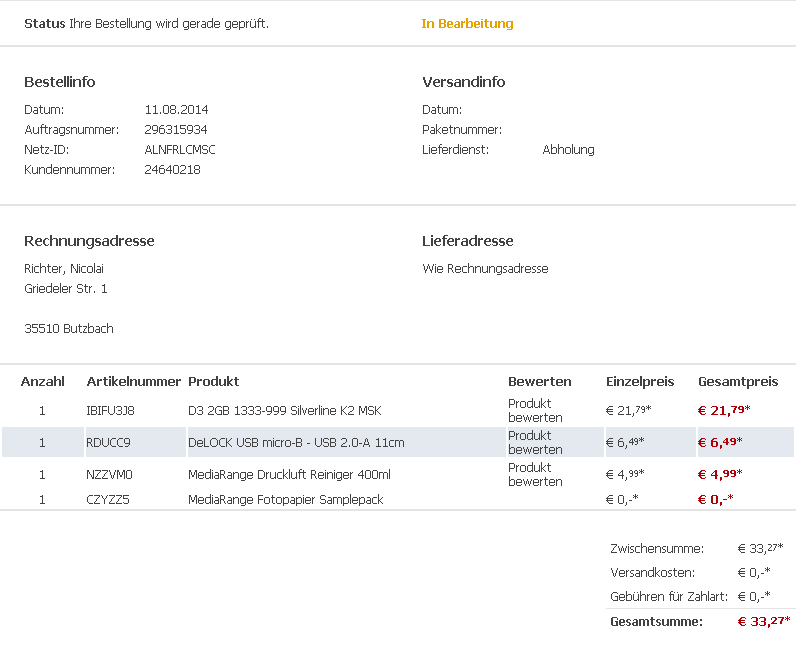 Status Ihre Bestellung wird gerade geprüft. In Bearbeitung
Bestellinfo Versandinfo
Datum: 11.08.2014 Datum:
Auftragsnummer: 296315934 Paketnummer:
Netz-ID: ALNFRLCMSC Lieferdienst: Abholung
Kundennummer: 24640218
Rechnungsadresse Lieferadresse
Richter, Nicolai Wie Rechnungsadresse
Griedeler Str. 1
35510 Butzbach
Anzahl Artikelnummer Produkt Bewerten Einzelpreis Gesamtpreis
1 IBIFU3J8 D3 2GB 1333-999 Silverline K2 MSK Produkt bewerten € 21,79* € 21,79*
1 RDUCC9 DeLOCK USB micro-B - USB 2.0-A 11cm Produkt bewerten € 6,49* € 6,49*
1 NZZVM0 MediaRange Druckluft Reiniger 400ml Produkt bewerten € 4,99* € 4,99*
1 CZYZZ5 MediaRange Fotopapier Samplepack € 0,-* € 0,-*
Zwischensumme: € 33,27*
Versandkosten: € 0,-*
Gebühren für Zahlart: € 0,-*
Gesamtsumme: € 33,27*